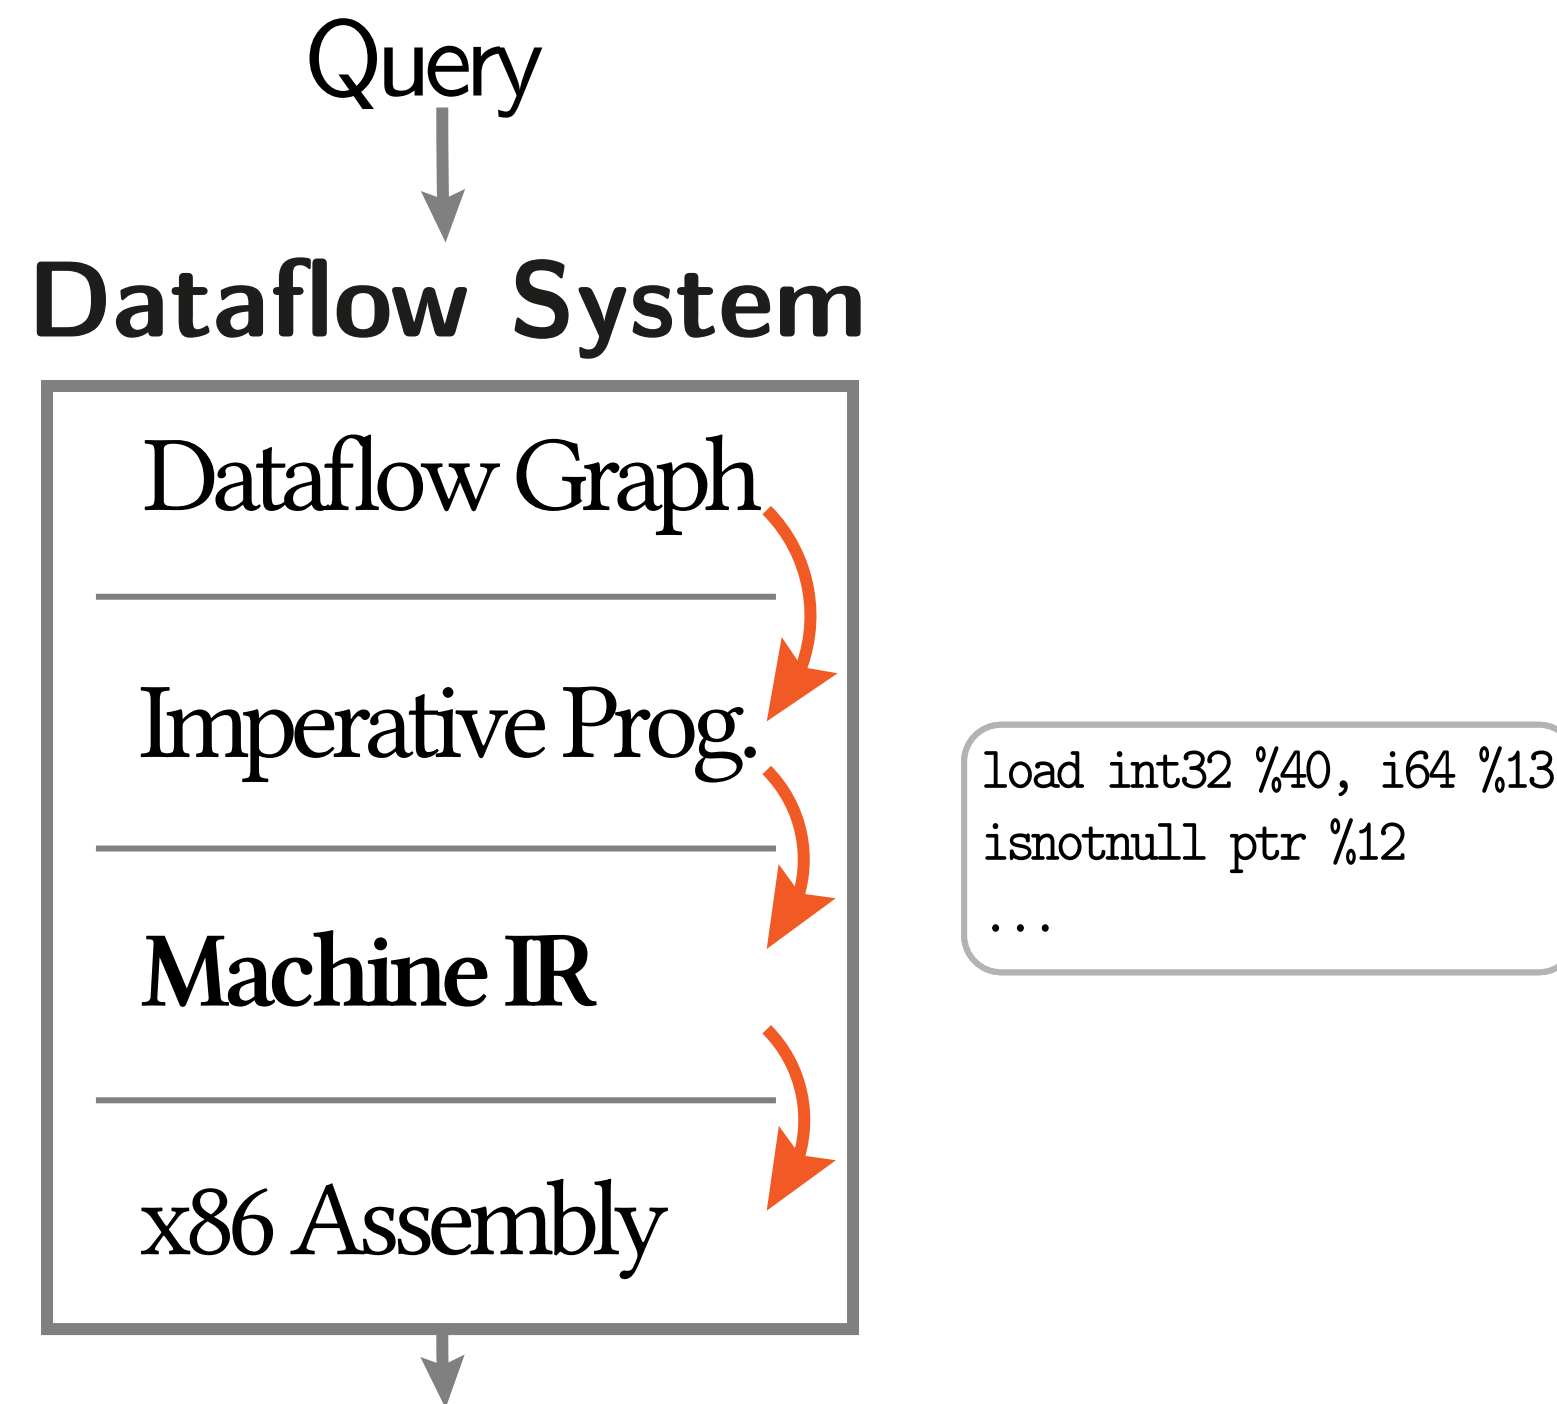 Query
Dataflow System
Dataflow Graph
Imperative Prog.
Machine IR
x86 Assembly
load int32 %40, i64 %13
isnotnull ptr %12
...